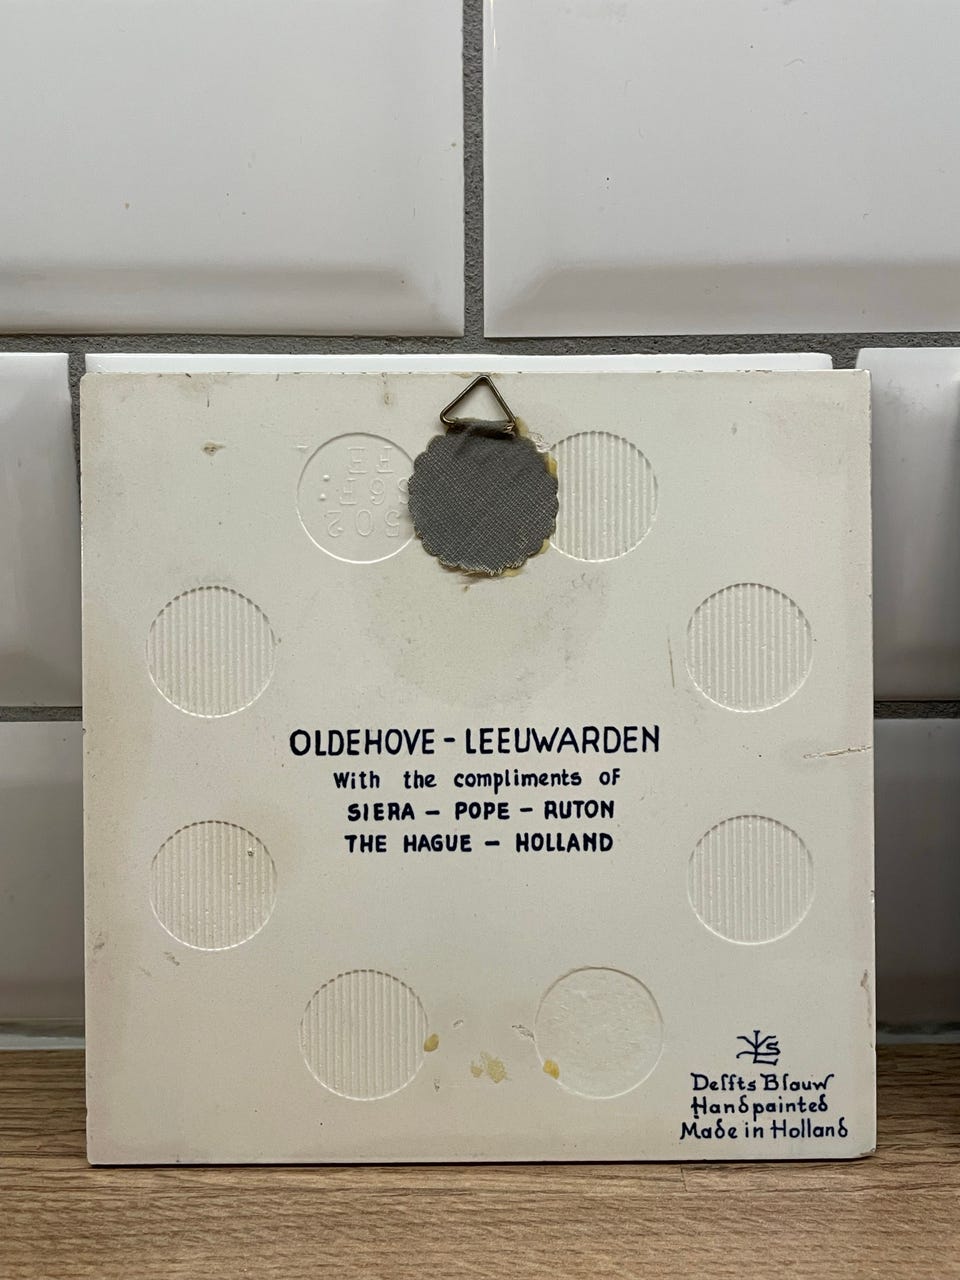 OLDEHOVE - LEEUWARDEN
With the compliments of
SIERA - POPE - RUTON
THE HAGUE - HOLLAND
Delfts Blauw
Handpainted
Made in Holland